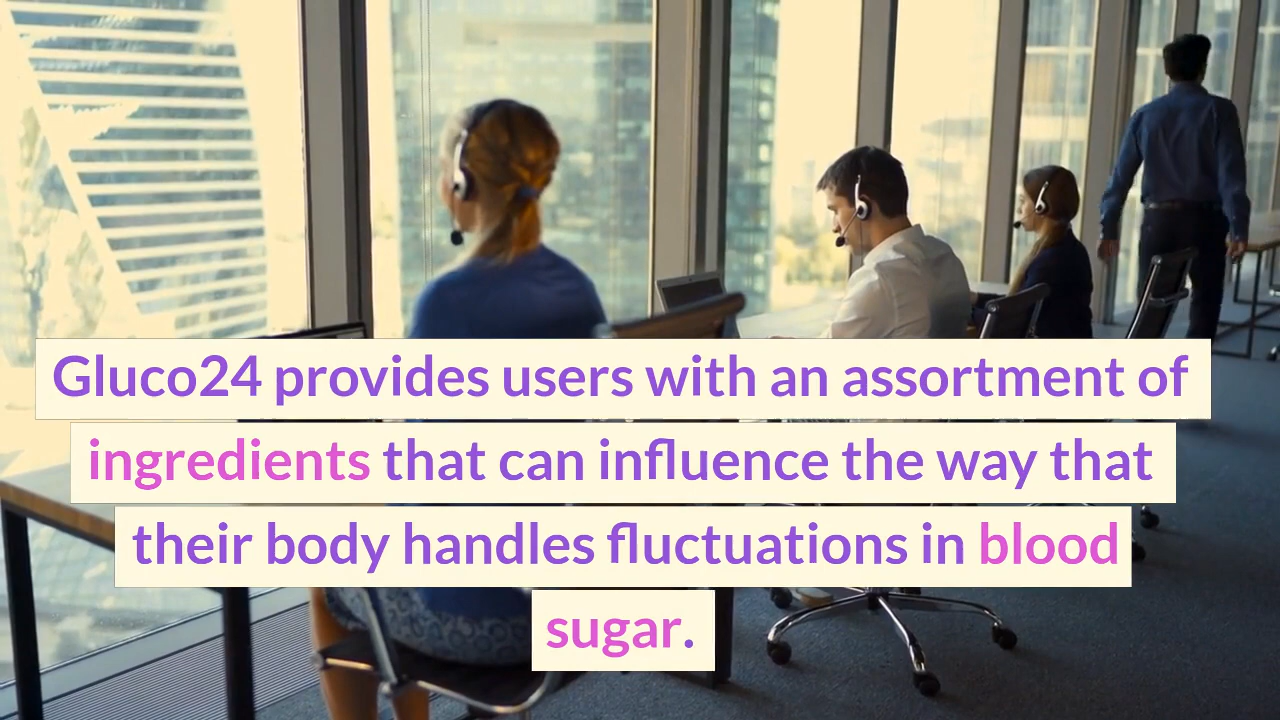 Gluco24 provides users with an assortment of
ingredients that can influence the way that
their body handles fluctuations in blood
sugar.